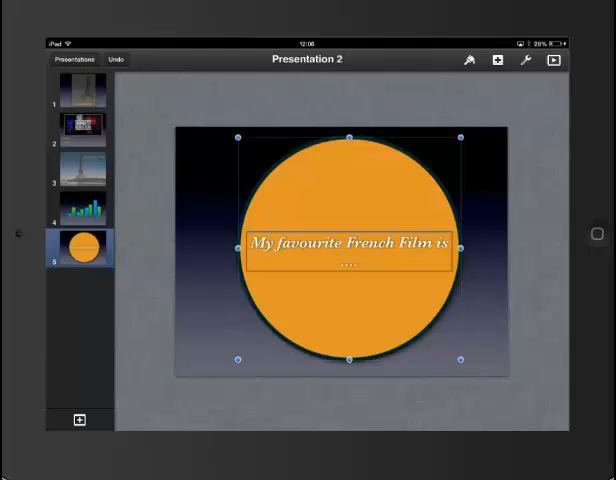 iPad
12:06
26%
Presentations
Undo
Presentation 2
1
2
3
4
5
My favourite French Film is
....